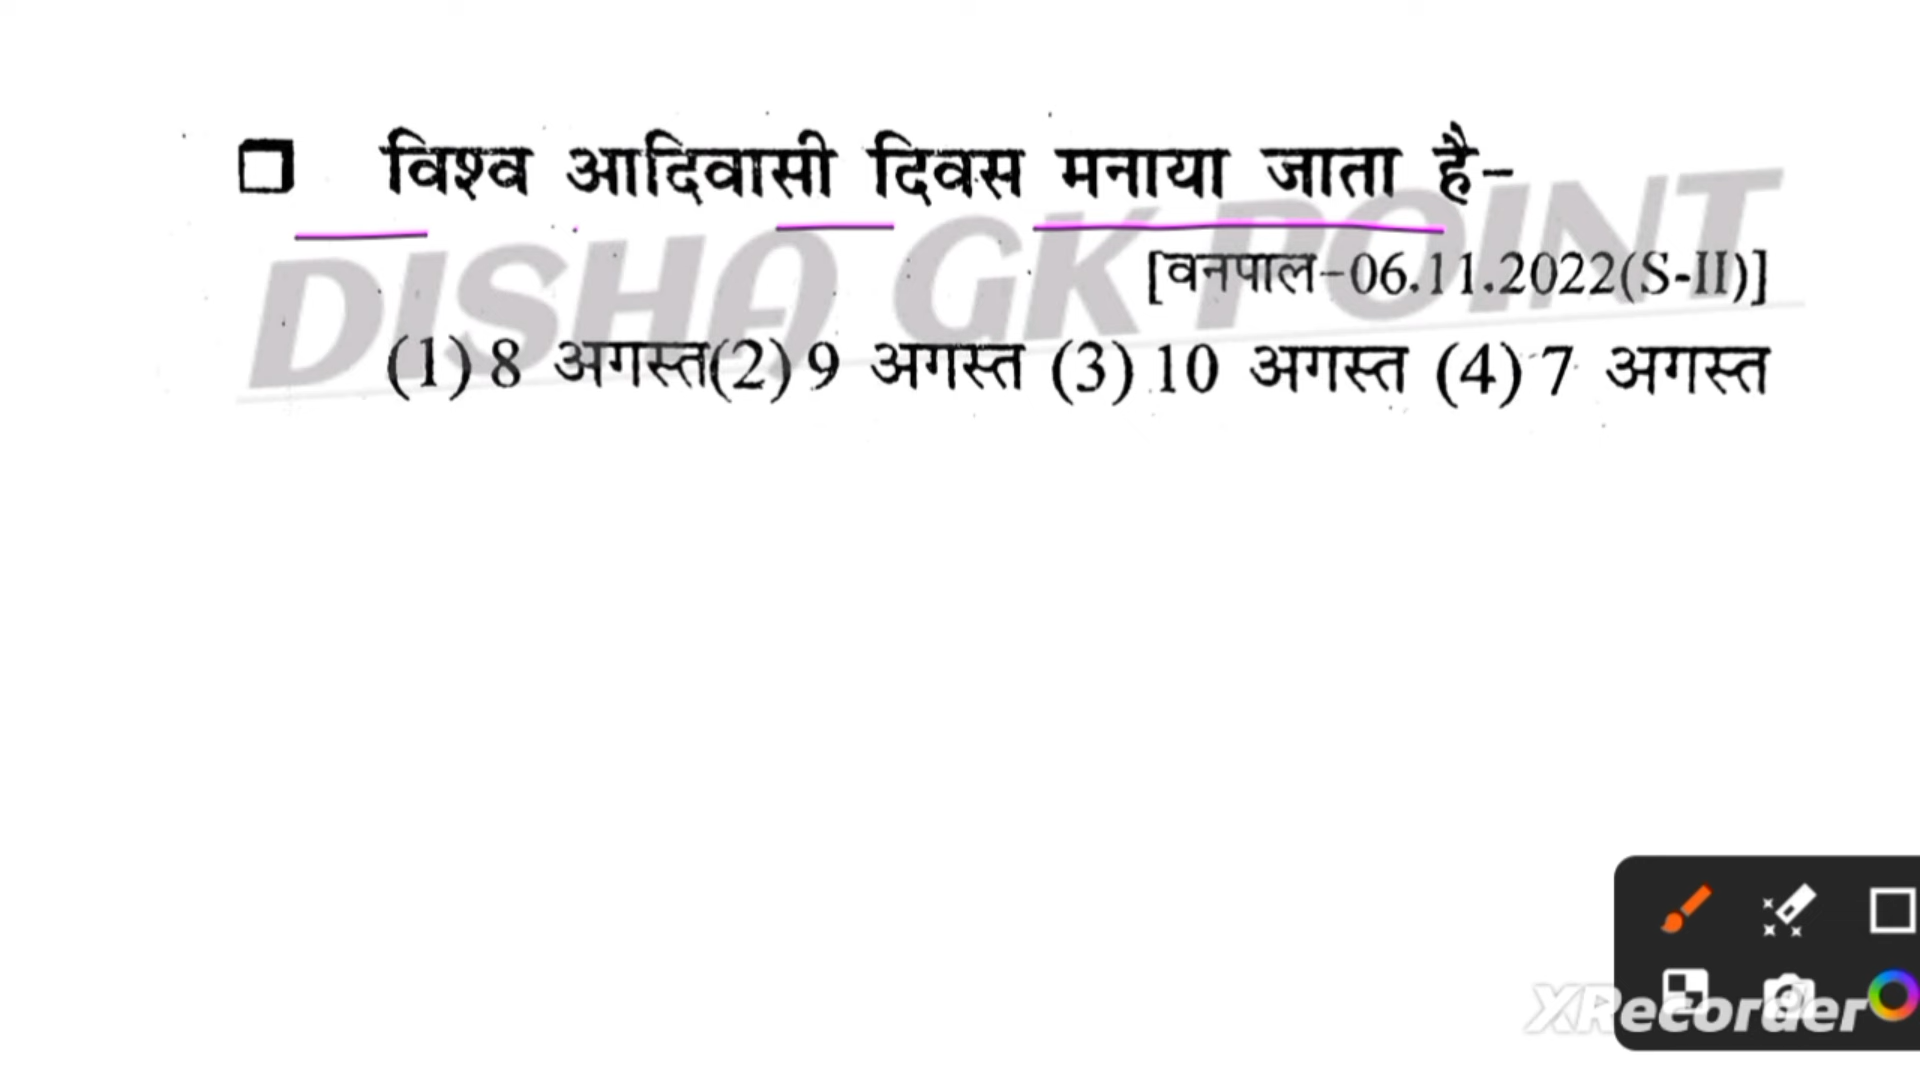 विश्व आदिवासी दिवस मनाया जाता है-
DISHA GK POINT
[वनपाल-06.11.2022(S-II)]
(1) 8 अगस्त(2) 9 अगस्त (3) 10 अगस्त (4) 7 अगस्त
XRecorder